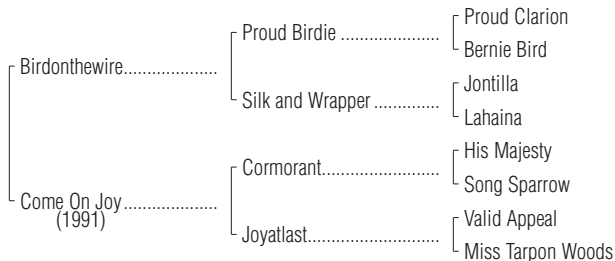 Proud Clarion
Proud Birdie ..................
Bernie Bird
Birdonthewire...................
Jontilla
Silk and Wrapper .............
Lahaina
His Majesty
Cormorant.......................
Song Sparrow
Come On Joy ...................
(1991)
Valid Appeal
Joyatlast..........................
Miss Tarpon Woods